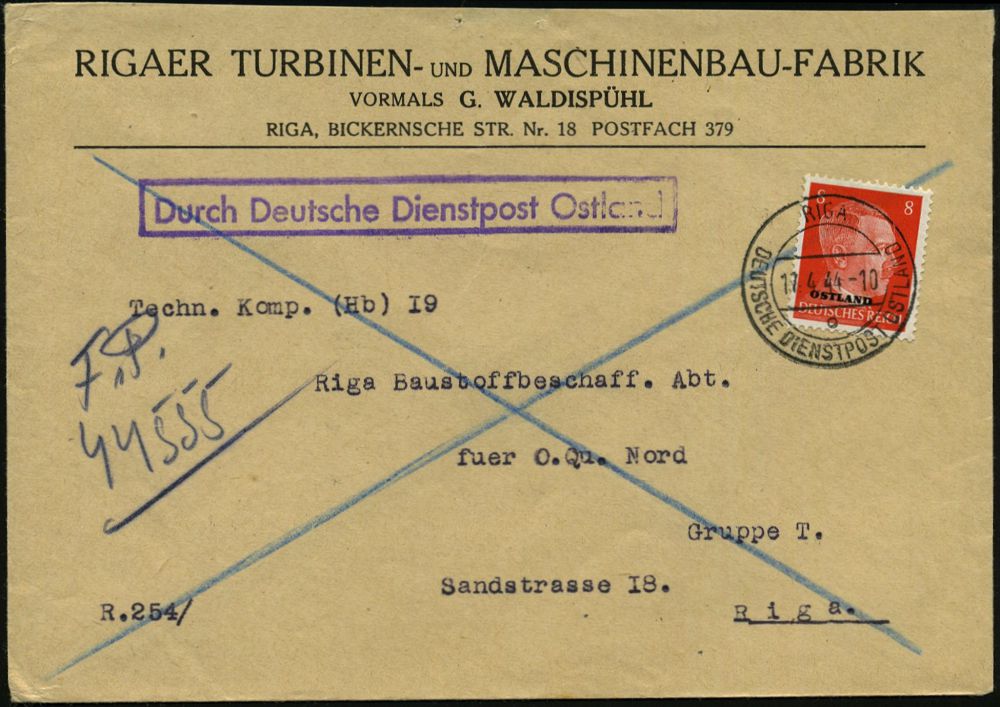 RIGAER TURBINEN- UND MASCHINENBAU-FABRIK
VORMALS G. WALDISPÜHL
RIGA, BICKERNSCHE STR. Nr. 18 POSTFACH 379
Durch Deutsche Dienstpost Ostland
8 8
RIGA
4.44-10
DEUTSCHE DIENSTPOST OSTLAND
OSTLAND
DEUTSCHES REICH
Techn. Komp. (Hb) I9
F.P.
44555
Riga Baustoffbeschaff. Abt.
fuer O.Qu. Nord
Gruppe T.
Sandstrasse I8.
R.254/
Riga.